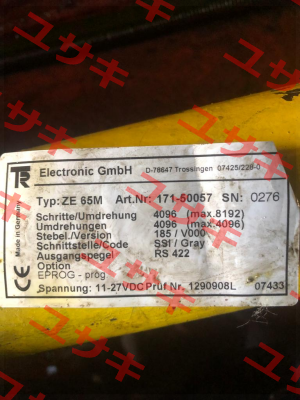 ユサキ
TR Electronic GmbH D-78647 Trossingen 07425/228-0
Typ: ZE 65M Art.Nr: 171-50057 SN: 0276
Schritte/Umdrehung 4096 (max.8192)
Umdrehungen 4096 (max.4096)
Stebel./Version 185 / V000
Schnittstelle/Code SSI / Gray
Ausgangspegel RS 422
Option
EPROG - prog
Spannung: 11-27VDC Prüf Nr. 1290908L 07433
CE Made in Germany